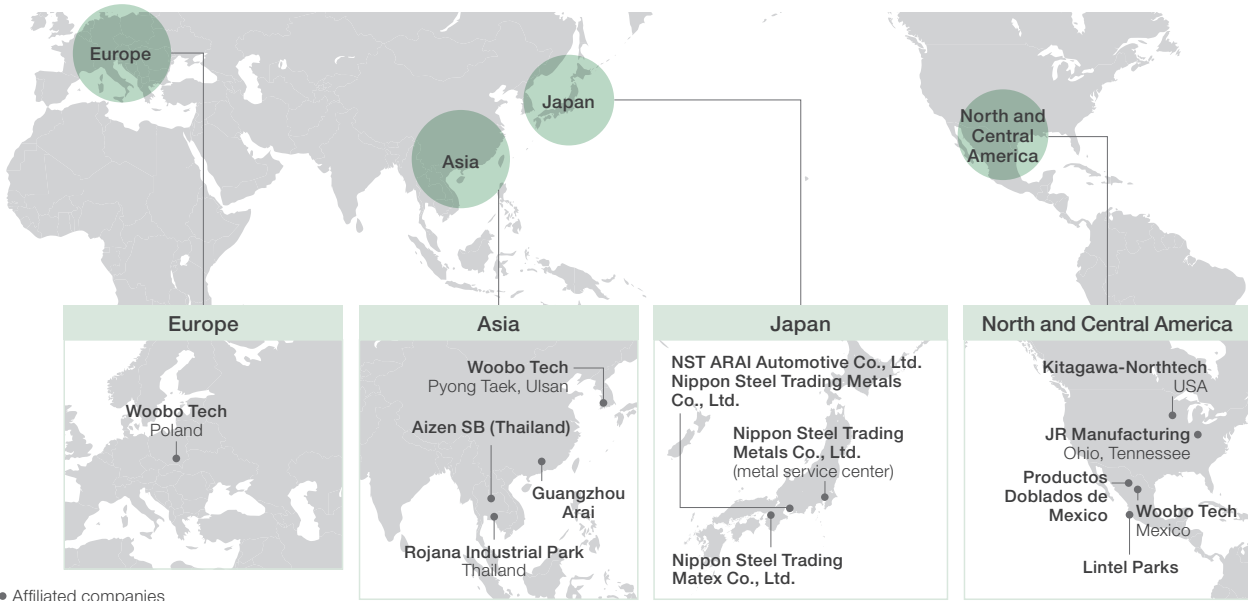 Europe
Asia
Japan
North and
Central
America
Europe
Woobo Tech
Poland
Asia
Woobo Tech
Pyong Taek, Ulsan
Aizen SB (Thailand)
Guangzhou
Arai
Rojana Industrial Park
Thailand
Japan
NST ARAI Automotive Co., Ltd.
Nippon Steel Trading Metals
Co., Ltd.
Nippon Steel Trading
Metals Co., Ltd.
(metal service center)
Nippon Steel Trading
Matex Co., Ltd.
North and Central America
Kitagawa-Northtech
USA
JR Manufacturing
Ohio, Tennessee
Productos
Doblados de
Mexico
Woobo Tech
Mexico
Lintel Parks
Affiliated companies